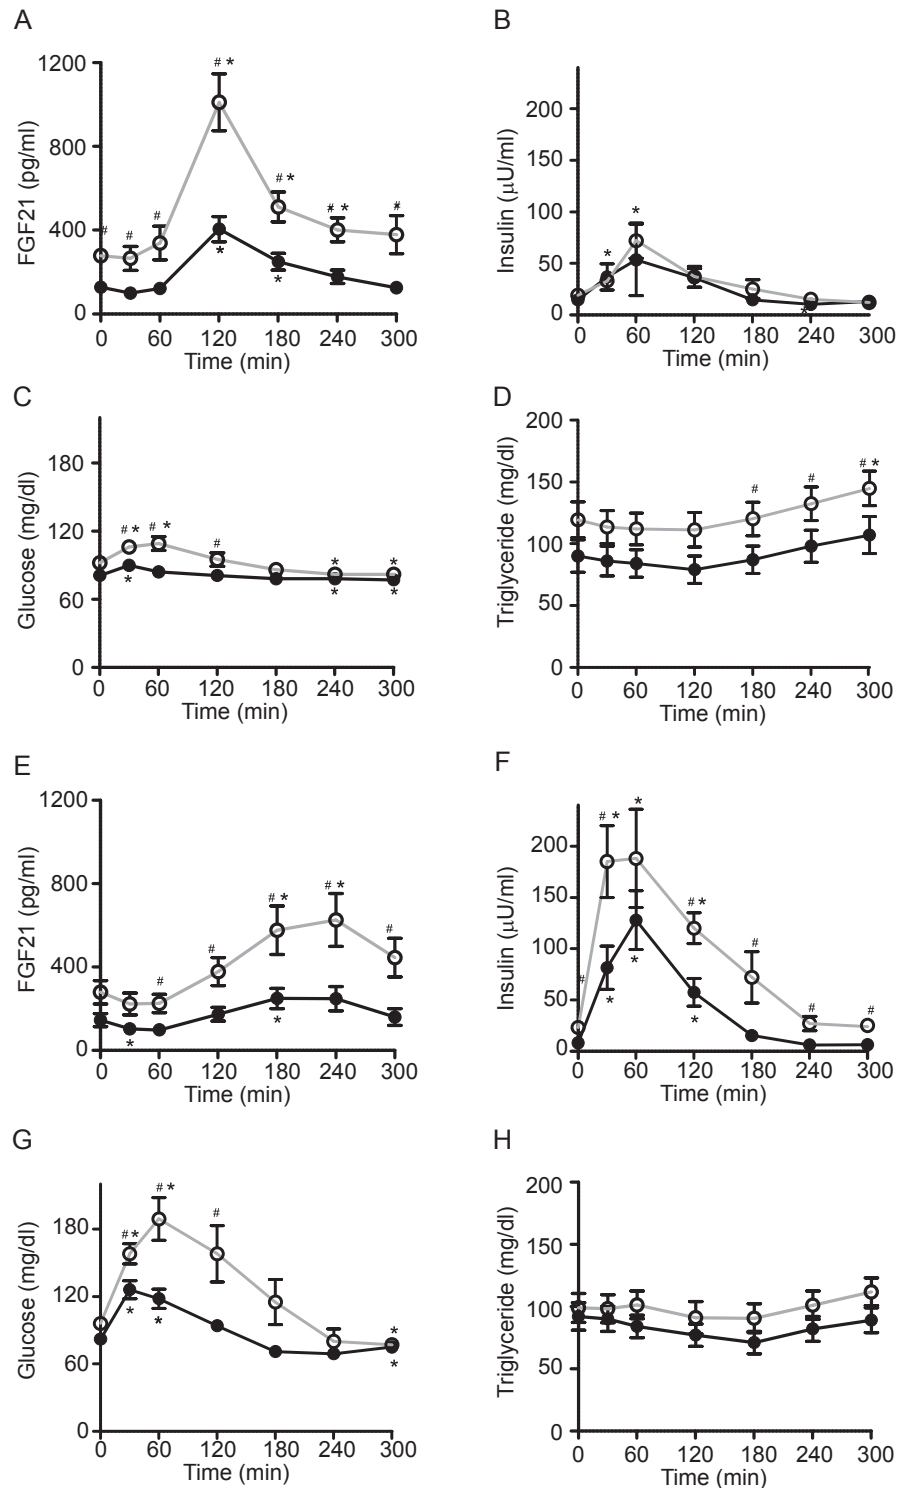 A
FGF21 (pg/ml)
1200
800
400
0
# # # # * # * # * #
* *
0 60 120 180 240 300
Time (min)
B
Insulin (μU/ml)
200
150
100
50
0
* * *
0 60 120 180 240 300
Time (min)
C
Glucose (mg/dl)
180
120
60
0
# * # * # * *
* * *
0 60 120 180 240 300
Time (min)
D
Triglyceride (mg/dl)
200
150
100
50
0
# # # *
0 60 120 180 240 300
Time (min)
E
FGF21 (pg/ml)
1200
800
400
0
# # # * # * #
* *
0 60 120 180 240 300
Time (min)
F
Insulin (μU/ml)
200
150
100
50
0
# # * * # * # # #
* * *
0 60 120 180 240 300
Time (min)
G
Glucose (mg/dl)
180
120
60
0
# * # * # *
* * *
0 60 120 180 240 300
Time (min)
H
Triglyceride (mg/dl)
200
150
100
50
0
0 60 120 180 240 300
Time (min)